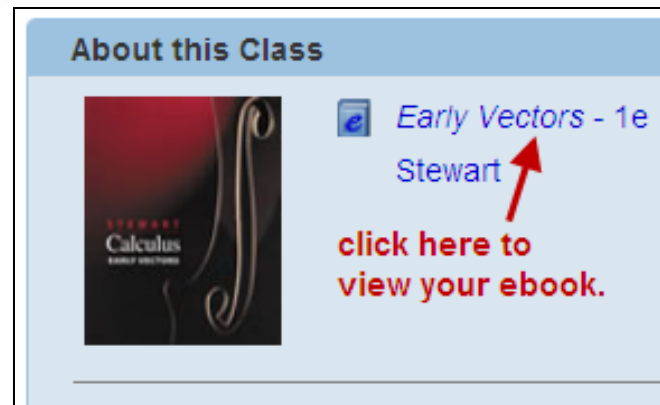 About this Class
e
Early Vectors - 1e
Stewart
STEWART
Calculus
EARLY VECTORS
click here to
view your ebook.